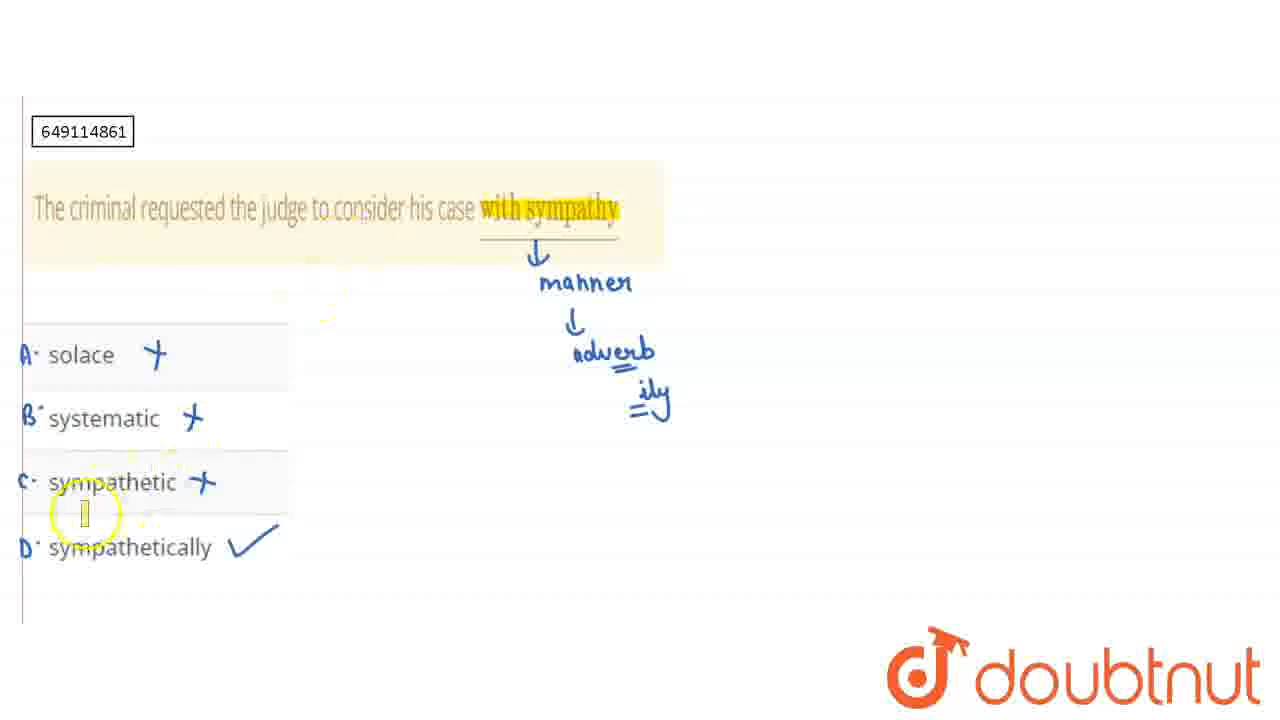 649114861
The criminal requested the judge to consider his case with sympathy
manner
adverb
ily
A· solace
B· systematic
C· sympathetic
D· sympathetically
doubtnut